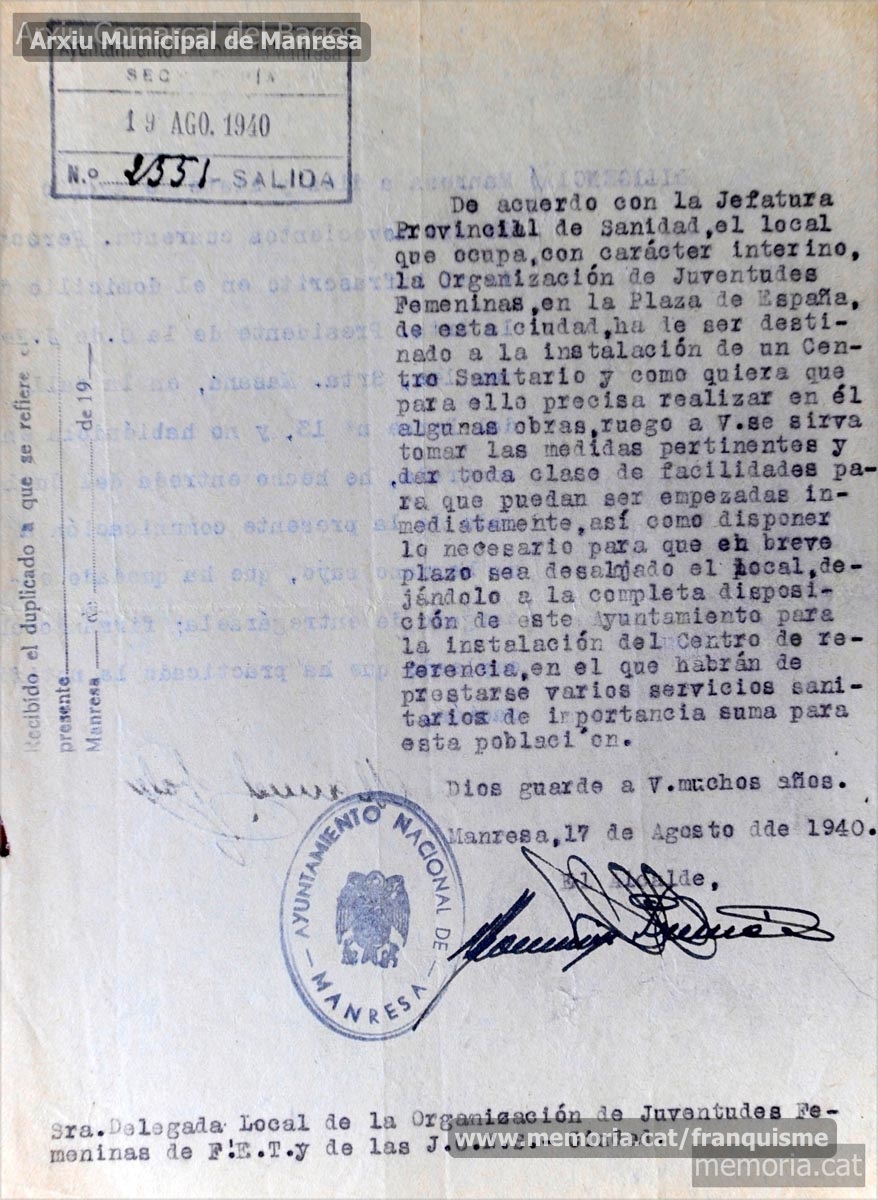 Arxiu Comarcal del Bages
Arxiu Municipal de Manresa
Ayuntamiento de Manresa
SECRETARÍA
19 AGO. 1940
N.o 2551 - SALIDA
De acuerdo con la Jefatura
Provincill de Sanidad,el local
que ocupa,con carácter interino,
la Organización de Juventudes
Femeninas,en la Plaza de España,
de esta ciudad,ha de ser desti-
nado a la instalación de un Cen-
tro Sanitario y como quiera que
para ello precisa realizar en él
algunas obras,ruego a V.se sirva
tomar las medidas pertinentes y
dar toda clase de facilidades pa-
ra que puedan ser empezadas in-
mediatamente,así como disponer
lo necesario para que en breve
plazo sea desalojado el local,de-
jándolo a la completa disposi-
ción de este Ayuntamiento para
la instalación del Centro de re-
ferencia,en el que habrán de
prestarse varios servicios sani-
tarios de importancia suma para
esta población.
Dios guarde a V.muchos años.
Manresa,17 de Agosto dde 1940.
El Alcalde,
AYUNTAMIENTO NACIONAL DE
MANRESA
Recibido el duplicado a que se refiere
presente
Manresa de de 19
Sra.Delegada Local de la Organización de Juventudes Fe-
meninas de F.E.T.y de las J.
www.memoria.cat/franquisme
memoria.cat